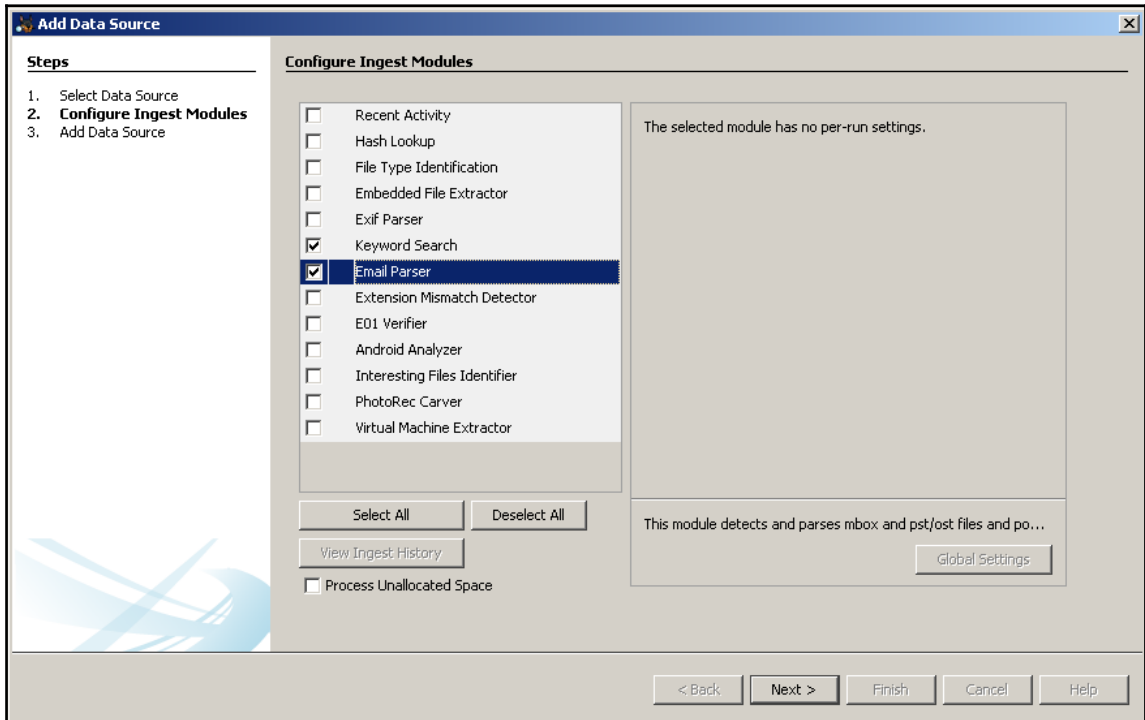 Add Data Source
Steps
1. Select Data Source
2. Configure Ingest Modules
3. Add Data Source
Configure Ingest Modules
Recent Activity
Hash Lookup
File Type Identification
Embedded File Extractor
Exif Parser
Keyword Search
Email Parser
Extension Mismatch Detector
E01 Verifier
Android Analyzer
Interesting Files Identifier
PhotoRec Carver
Virtual Machine Extractor
The selected module has no per-run settings.
Select All Deselect All
View Ingest History
Process Unallocated Space
This module detects and parses mbox and pst/ost files and po...
Global Settings
< Back Next > Finish Cancel Help